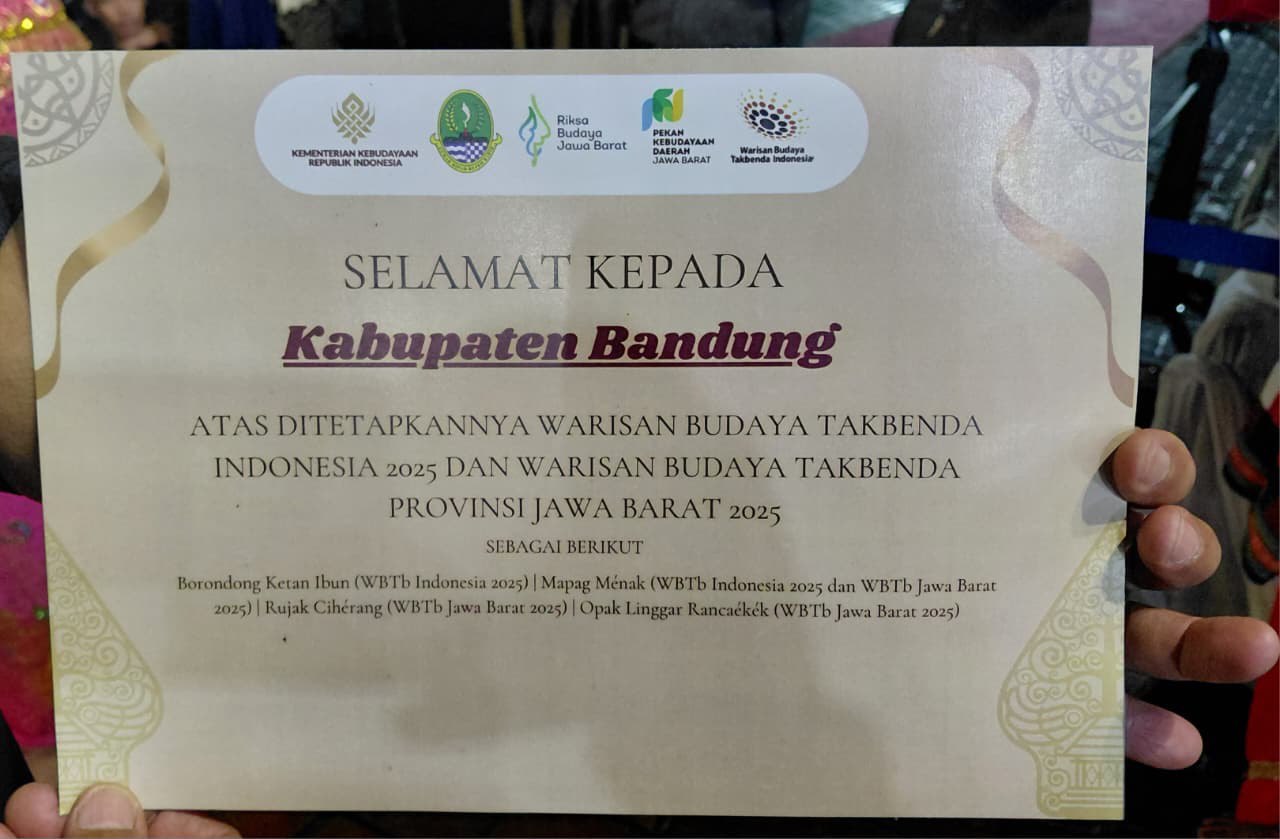 KEMENTERIAN KEBUDAYAAN
REPUBLIK INDONESIA
Riksa
Budaya
Jawa Barat
PEKAN
KEBUDAYAAN
DAERAH
JAWA BARAT
Warisan Budaya
Takbenda Indonesia
SELAMAT KEPADA
Kabupaten Bandung
ATAS DITETAPKANNYA WARISAN BUDAYA TAKBENDA
INDONESIA 2025 DAN WARISAN BUDAYA TAKBENDA
PROVINSI JAWA BARAT 2025
SEBAGAI BERIKUT
Borondong Ketan Ibun (WBTb Indonesia 2025) | Mapag Ménak (WBTb Indonesia 2025 dan WBTb Jawa Barat
2025) | Rujak Cihérang (WBTb Jawa Barat 2025) | Opak Linggar Rancaékék (WBTb Jawa Barat 2025)